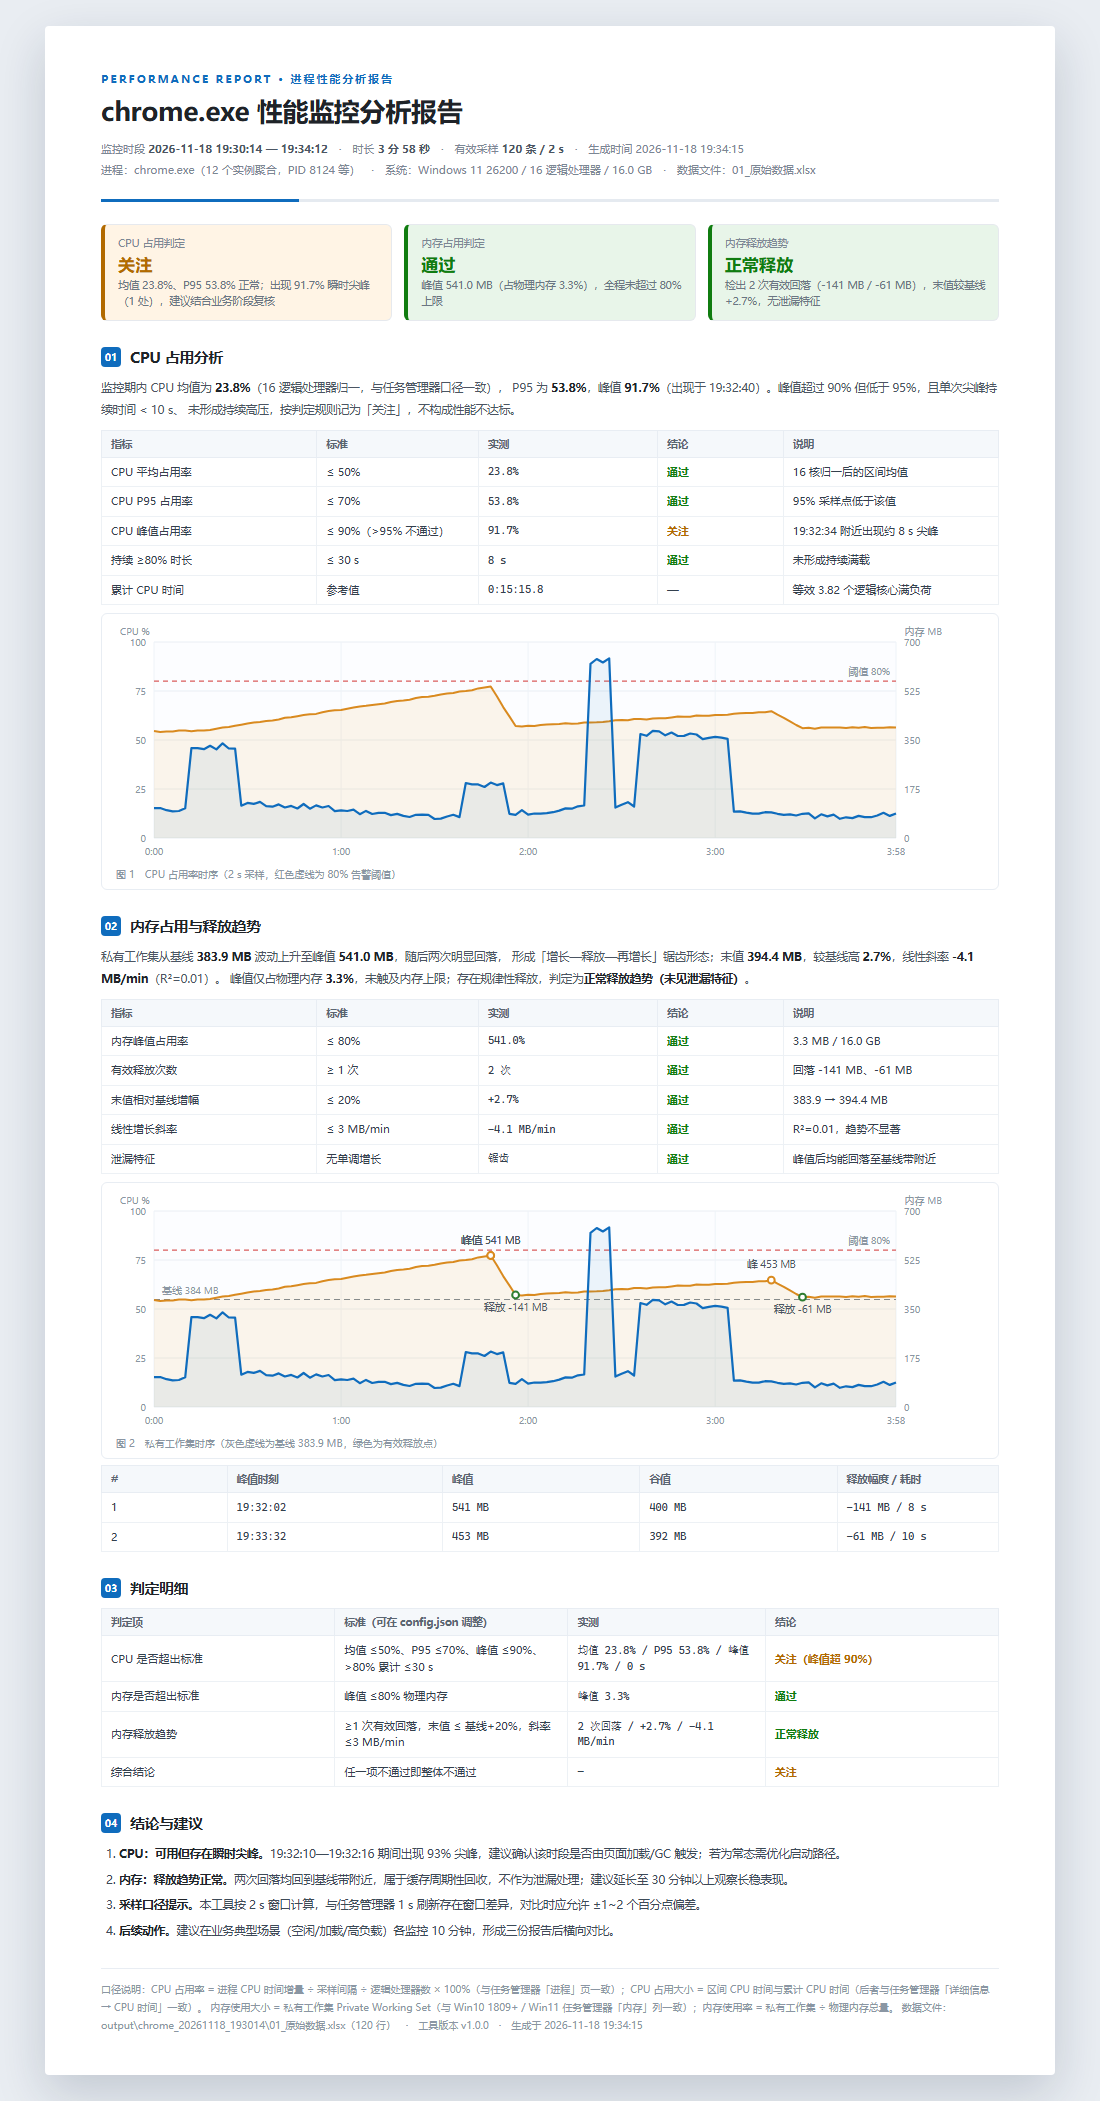 PERFORMANCE REPORT • 进程性能分析报告
chrome.exe 性能监控分析报告
监控时段 2026-11-18 19:30:14 — 19:34:12 · 时长 3 分 58 秒 · 有效采样 120 条 / 2 s · 生成时间 2026-11-18 19:34:15
进程：chrome.exe（12 个实例聚合，PID 8124 等） · 系统：Windows 11 26200 / 16 逻辑处理器 / 16.0 GB · 数据文件：01_原始数据.xlsx
CPU 占用判定
关注
均值 23.8%、P95 53.8% 正常；出现 91.7% 瞬时尖峰
（1 处），建议结合业务阶段复核
内存占用判定
通过
峰值 541.0 MB（占物理内存 3.3%），全程未超过 80%
上限
内存释放趋势
正常释放
检出 2 次有效回落（-141 MB / -61 MB），末值较基线
+2.7%，无泄漏特征
01 CPU 占用分析
监控期内 CPU 均值为 23.8%（16 逻辑处理器归一，与任务管理器口径一致）， P95 为 53.8%，峰值 91.7%（出现于 19:32:40）。峰值超过 90% 但低于 95%，且单次尖峰持
续时间 < 10 s、 未形成持续高压，按判定规则记为「关注」，不构成性能不达标。
指标 标准 实测 结论 说明
CPU 平均占用率 ≤ 50% 23.8% 通过 16 核归一后的区间均值
CPU P95 占用率 ≤ 70% 53.8% 通过 95% 采样点低于该值
CPU 峰值占用率 ≤ 90%（>95% 不通过） 91.7% 关注 19:32:34 附近出现约 8 s 尖峰
持续 ≥80% 时长 ≤ 30 s 8 s 通过 未形成持续满载
累计 CPU 时间 参考值 0:15:15.8 — 等效 3.82 个逻辑核心满负荷
CPU % 内存 MB
100 700
阈值 80%
75 525
50 350
25 175
0 0
0:00 1:00 2:00 3:00 3:58
图 1 CPU 占用率时序（2 s 采样，红色虚线为 80% 告警阈值）
02 内存占用与释放趋势
私有工作集从基线 383.9 MB 波动上升至峰值 541.0 MB，随后两次明显回落， 形成「增长—释放—再增长」锯齿形态；末值 394.4 MB，较基线高 2.7%，线性斜率 -4.1
MB/min（R²=0.01）。 峰值仅占物理内存 3.3%，未触及内存上限；存在规律性释放，判定为正常释放趋势（未见泄漏特征）。
指标 标准 实测 结论 说明
内存峰值占用率 ≤ 80% 541.0% 通过 3.3 MB / 16.0 GB
有效释放次数 ≥ 1 次 2 次 通过 回落 -141 MB、-61 MB
末值相对基线增幅 ≤ 20% +2.7% 通过 383.9 → 394.4 MB
线性增长斜率 ≤ 3 MB/min −4.1 MB/min 通过 R²=0.01，趋势不显著
泄漏特征 无单调增长 锯齿 通过 峰值后均能回落至基线带附近
CPU % 内存 MB
100 700
峰值 541 MB 阈值 80%
75 525
峰 453 MB
基线 384 MB
释放 -141 MB 释放 -61 MB
50 350
25 175
0 0
0:00 1:00 2:00 3:00 3:58
图 2 私有工作集时序（灰色虚线为基线 383.9 MB，绿色为有效释放点）
# 峰值时刻 峰值 谷值 释放幅度 / 耗时
1 19:32:02 541 MB 400 MB −141 MB / 8 s
2 19:33:32 453 MB 392 MB −61 MB / 10 s
03 判定明细
判定项 标准（可在 config.json 调整） 实测 结论
CPU 是否超出标准 均值 ≤50%、P95 ≤70%、峰值 ≤90%、 均值 23.8% / P95 53.8% / 峰值 关注（峰值超 90%）
>80% 累计 ≤30 s 91.7% / 0 s
内存是否超出标准 峰值 ≤80% 物理内存 峰值 3.3% 通过
内存释放趋势 ≥1 次有效回落，末值 ≤ 基线+20%，斜率 2 次回落 / +2.7% / −4.1 正常释放
≤3 MB/min MB/min
综合结论 任一项不通过即整体不通过 — 关注
04 结论与建议
1. CPU：可用但存在瞬时尖峰。19:32:10—19:32:16 期间出现 93% 尖峰，建议确认该时段是否由页面加载/GC 触发；若为常态需优化启动路径。
2. 内存：释放趋势正常。两次回落均回到基线带附近，属于缓存周期性回收，不作为泄漏处理；建议延长至 30 分钟以上观察长稳表现。
3. 采样口径提示。本工具按 2 s 窗口计算，与任务管理器 1 s 刷新存在窗口差异，对比时应允许 ±1~2 个百分点偏差。
4. 后续动作。建议在业务典型场景（空闲/加载/高负载）各监控 10 分钟，形成三份报告后横向对比。
口径说明：CPU 占用率 = 进程 CPU 时间增量 ÷ 采样间隔 ÷ 逻辑处理器数 × 100%（与任务管理器「进程」页一致）；CPU 占用大小 = 区间 CPU 时间与累计 CPU 时间（后者与任务管理器「详细信息
→ CPU 时间」一致）。 内存使用大小 = 私有工作集 Private Working Set（与 Win10 1809+ / Win11 任务管理器「内存」列一致）；内存使用率 = 私有工作集 ÷ 物理内存总量。 数据文件：
output\chrome_20261118_193014\01_原始数据.xlsx（120 行） · 工具版本 v1.0.0 · 生成于 2026-11-18 19:34:15